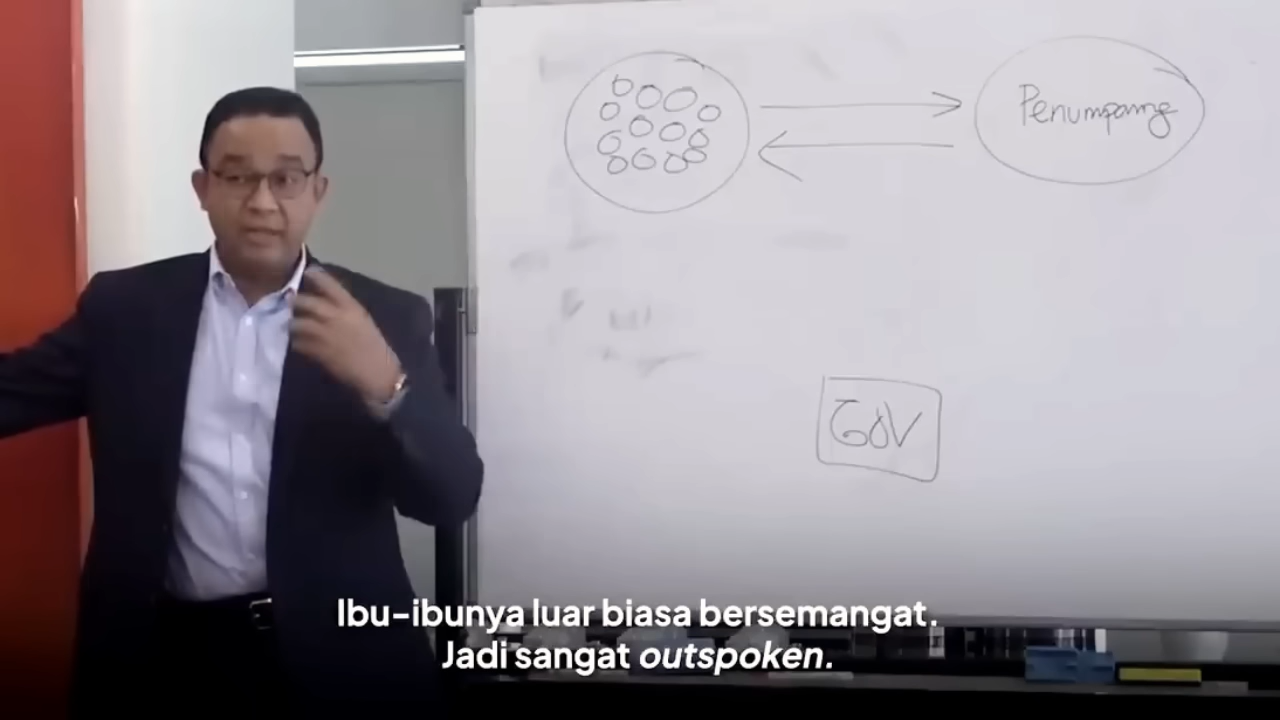 Penumpang
GOV
Ibu-ibunya luar biasa bersemangat.
Jadi sangat outspoken.